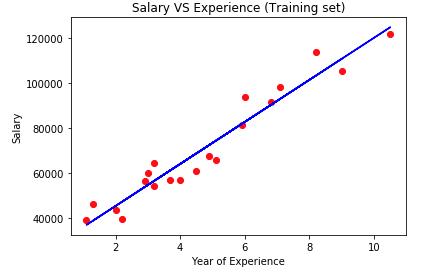 Salary VS Experience (Training set)
120000
100000
80000
60000
40000
Salary
2 4 6 8 10
Year of Experience